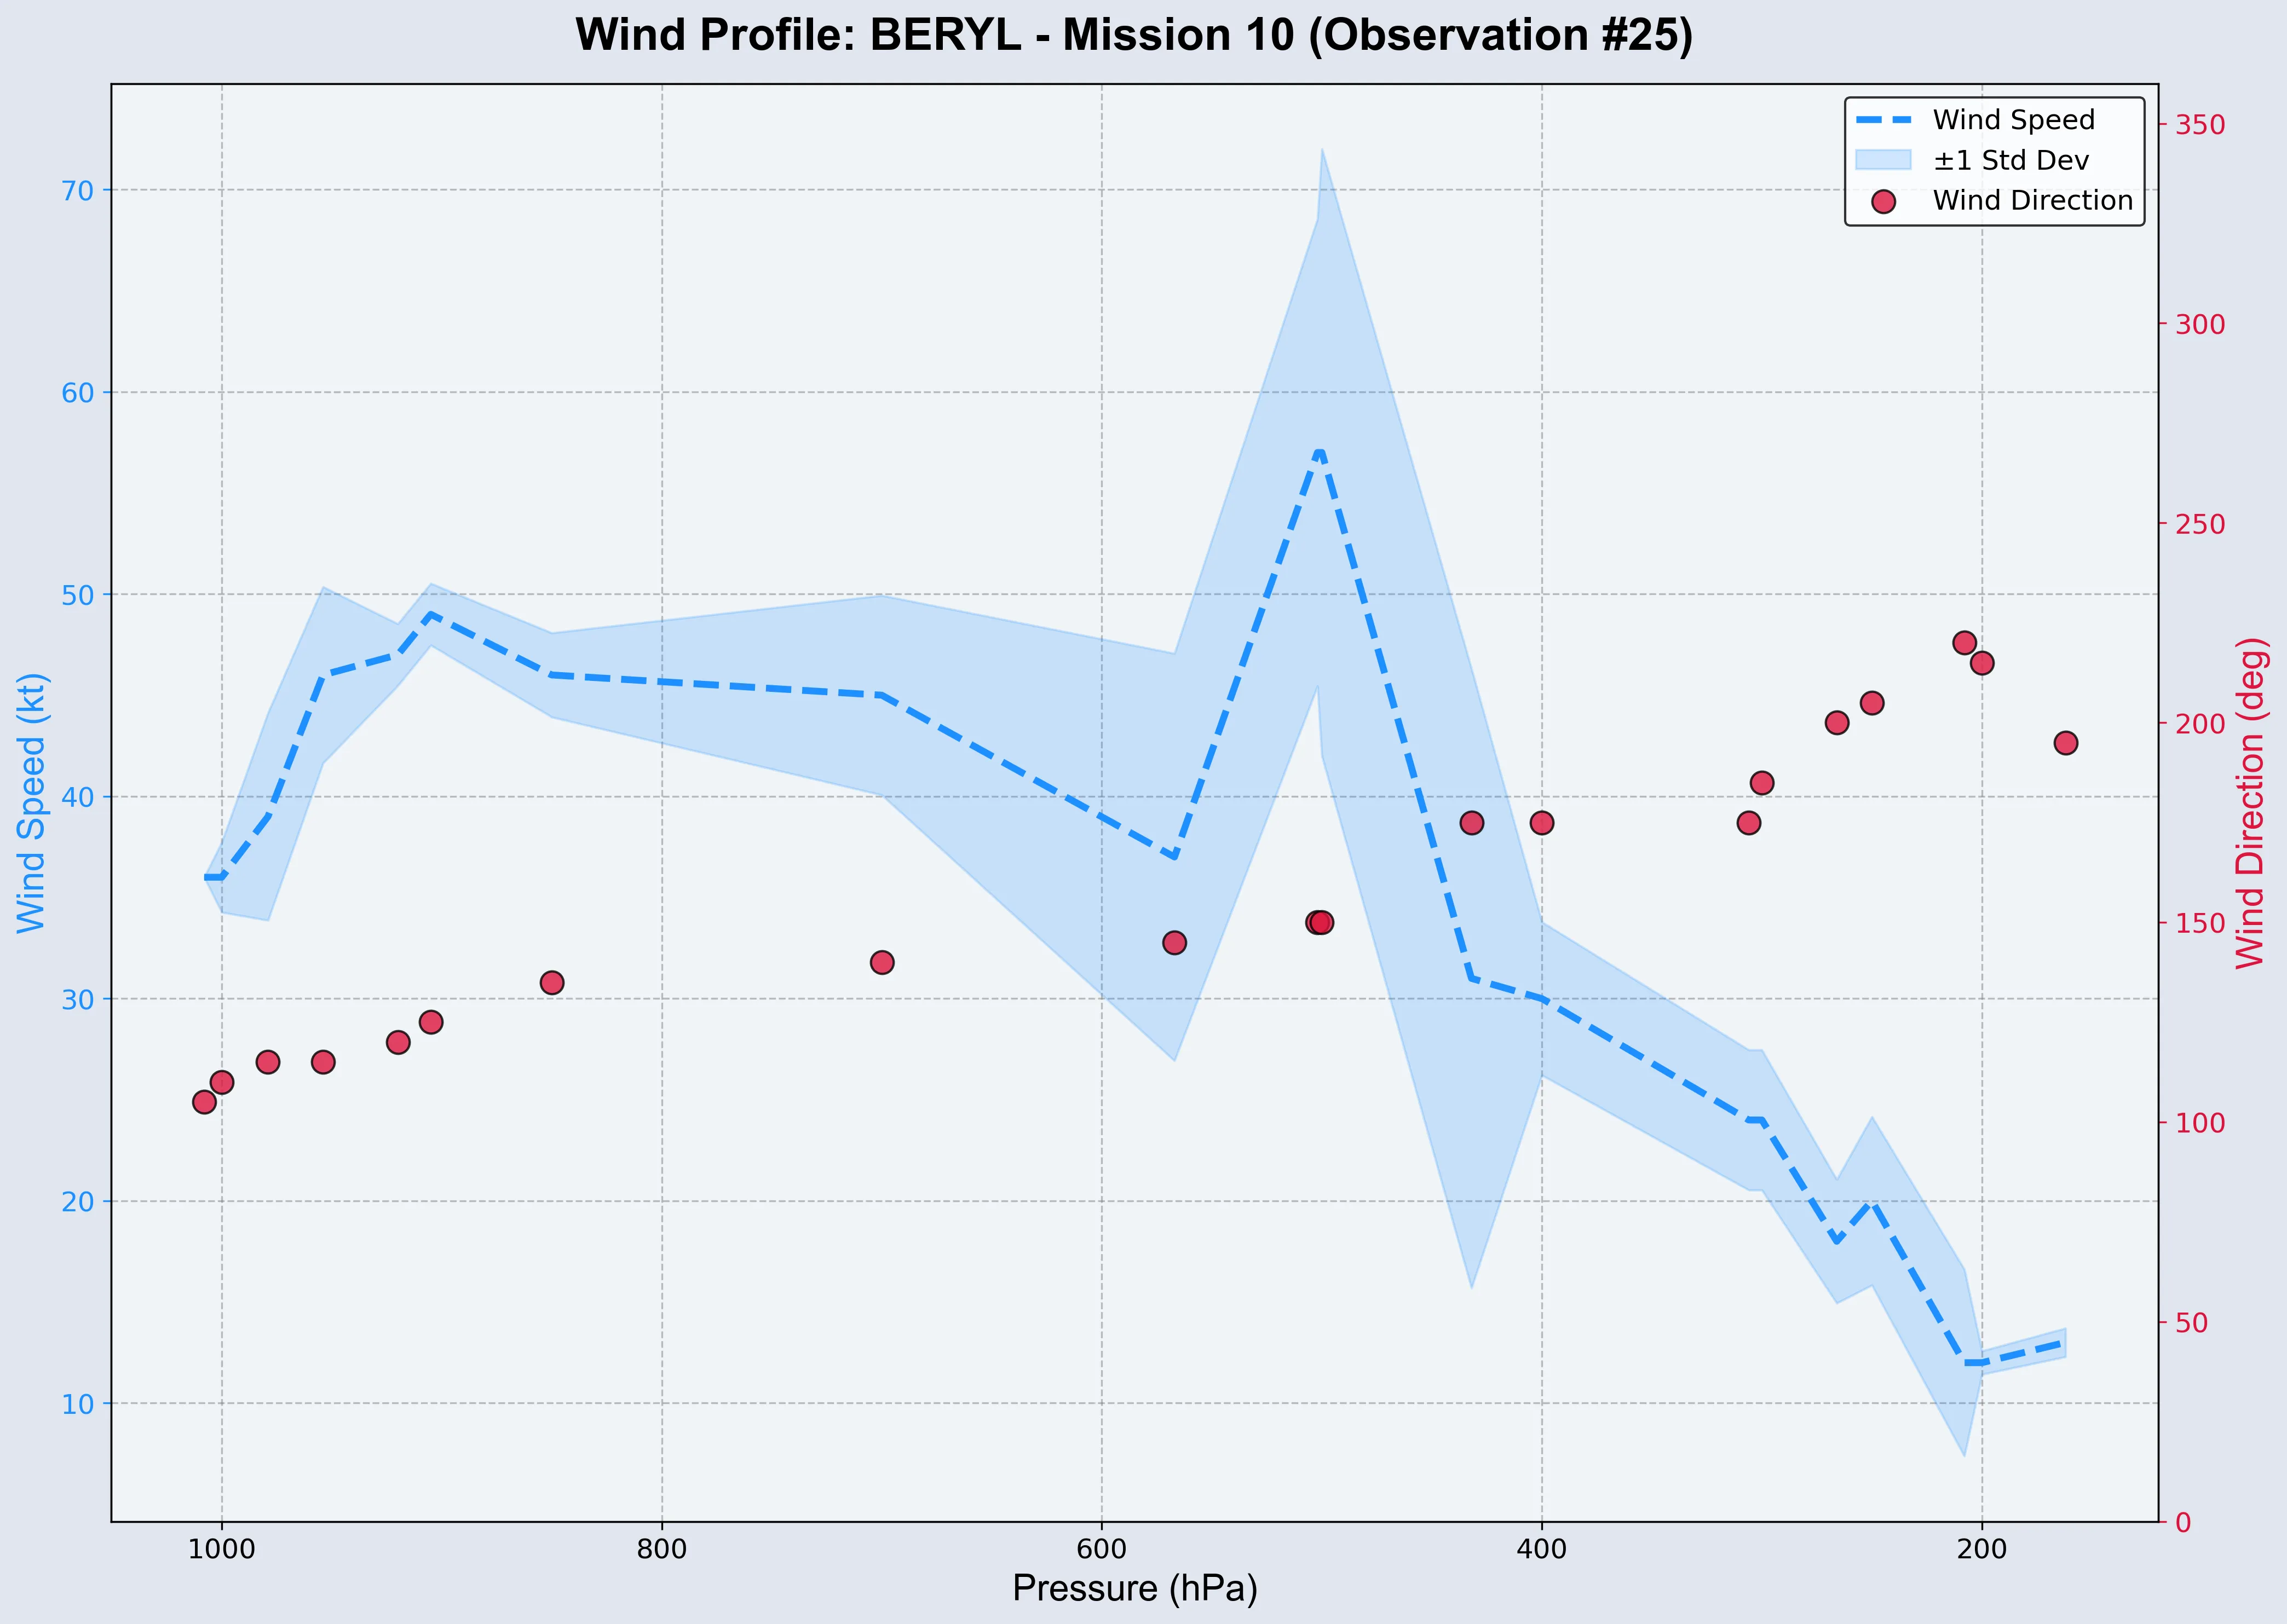 Wind Profile: BERYL - Mission 10 (Observation #25)
Wind Speed
±1 Std Dev
Wind Direction
Wind Speed (kt)
70
60
50
40
30
20
10
350
300
250
200
150
100
50
0
Wind Direction (deg)
1000 800 600 400 200
Pressure (hPa)